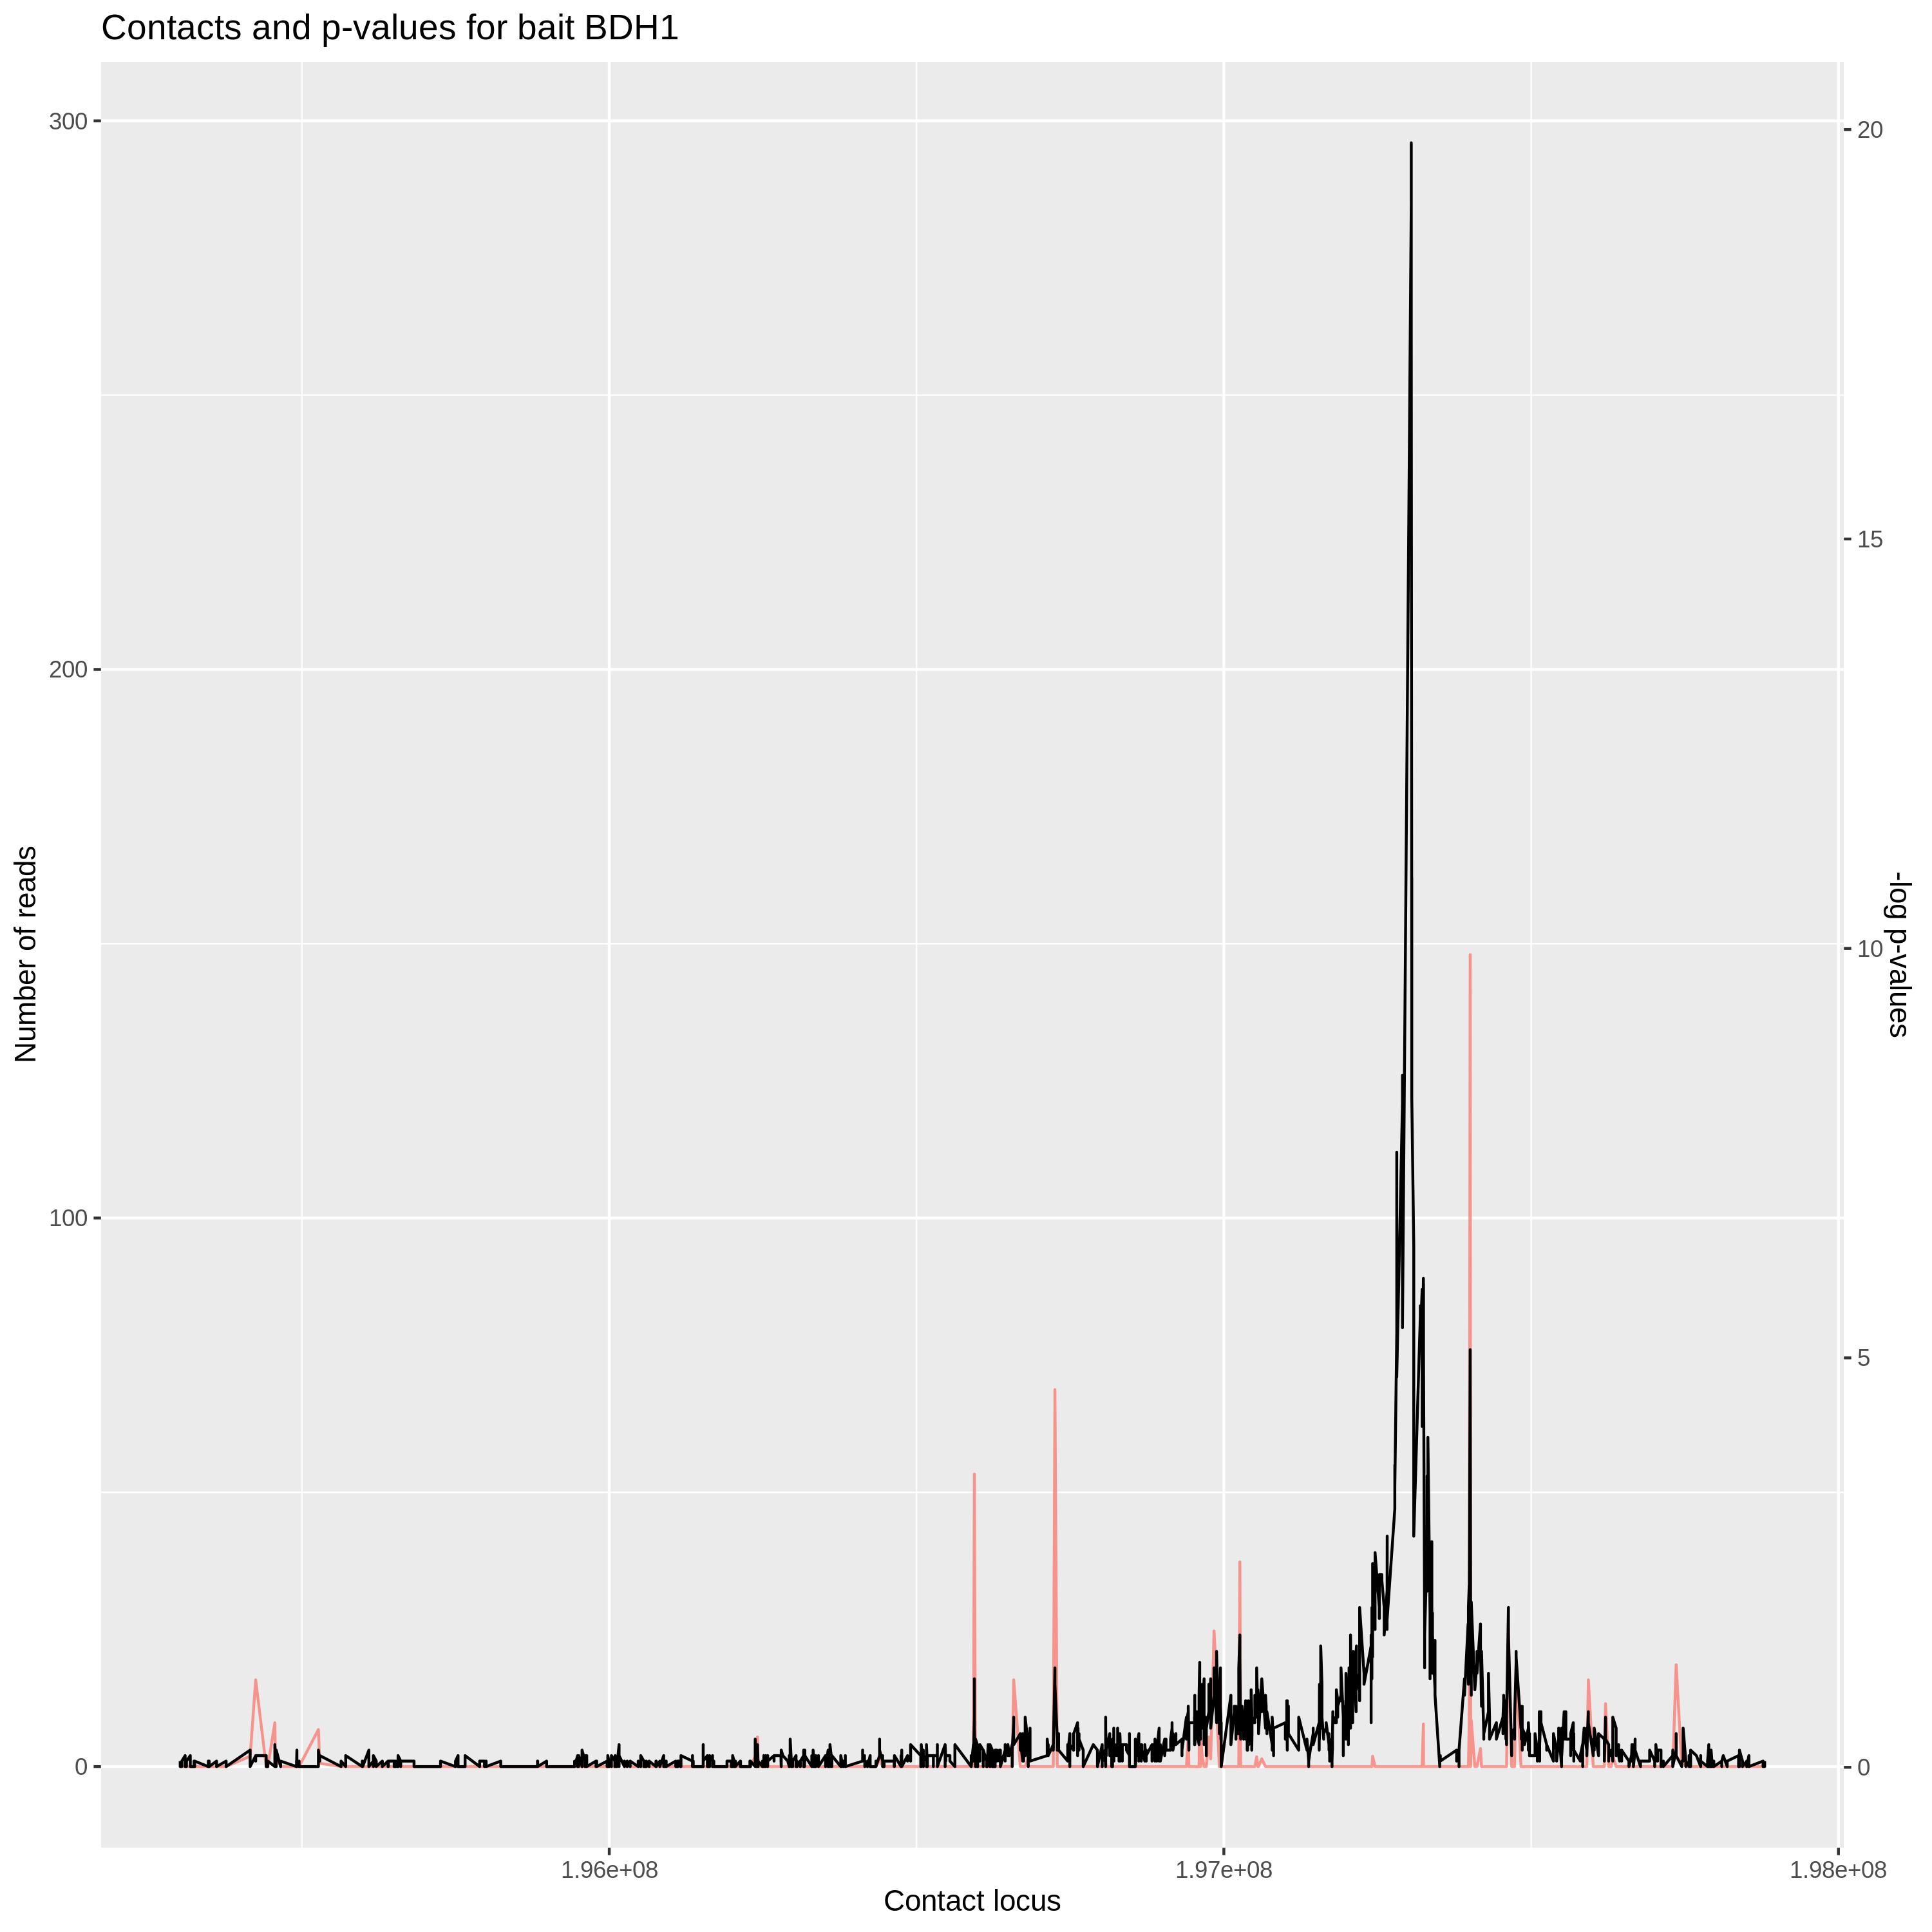 Contacts and p-values for bait BDH1
300
200
100
0
Number of reads
20
15
10
5
0
-log p-values
1.96e+08
1.97e+08
1.98e+08
Contact locus